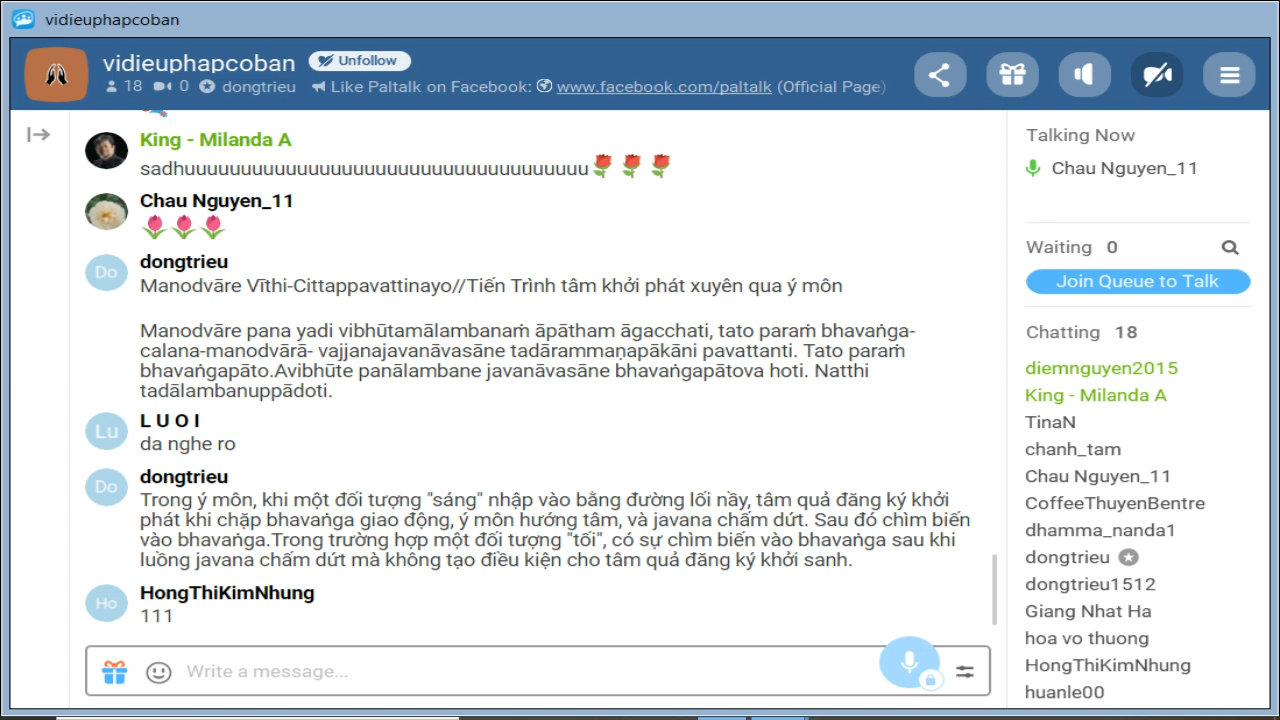 vidieuphapcoban
vidieuphapcoban Unfollow
18 0 dongtrieu Like Paltalk on Facebook: www.facebook.com/paltalk (Official Page)
King - Milanda A
sadhuuuuuuuuuuuuuuuuuuuuuuuuuuuuuuuuuuuuu
Chau Nguyen_11
Do
dongtrieu
Manodvāre Vīthi-Cittappavattinayo//Tiến Trình tâm khởi phát xuyên qua ý môn
Manodvāre pana yadi vibhūtamālambanaṁ āpātham āgacchati, tato paraṁ bhavaṅga-
calana-manodvārā- vajjanajavanāvasāne tadārammaṇapākāni pavattanti. Tato paraṁ
bhavaṅgapāto.Avibhūte panālambane javanāvasāne bhavaṅgapātova hoti. Natthi
tadālambanuppādoti.
Lu
L U O I
da nghe ro
Do
dongtrieu
Trong ý môn, khi một đối tượng "sáng" nhập vào bằng đường lối nầy, tâm quả đăng ký khởi
phát khi chặp bhavaṅga giao động, ý môn hướng tâm, và javana chấm dứt. Sau đó chìm biến
vào bhavaṅga.Trong trường hợp một đối tượng "tối", có sự chìm biến vào bhavaṅga sau khi
luồng javana chấm dứt mà không tạo điều kiện cho tâm quả đăng ký khởi sanh.
Ho
HongThiKimNhung
111
Write a message...
Talking Now
Chau Nguyen_11
Waiting 0
Join Queue to Talk
Chatting 18
diemnguyen2015
King - Milanda A
TinaN
chanh_tam
Chau Nguyen_11
CoffeeThuyenBentre
dhamma_nanda1
dongtrieu
dongtrieu1512
Giang Nhat Ha
hoa vo thuong
HongThiKimNhung
huanle00